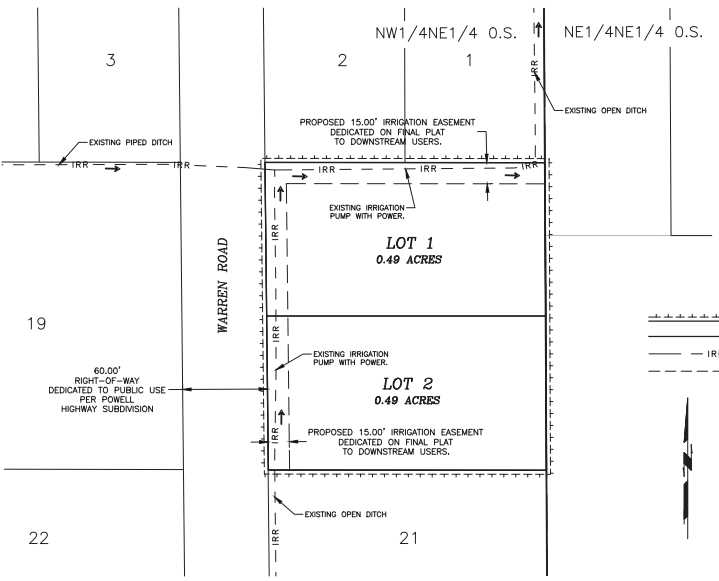 NW1/4NE1/4 O.S.
NE1/4NE1/4 O.S.
3
2
1
IRR
EXISTING OPEN DITCH
PROPOSED 15.00' IRRIGATION EASEMENT
DEDICATED ON FINAL PLAT
TO DOWNSTREAM USERS.
EXISTING PIPED DITCH
IRR
IRR
IRR
IRR
IRR
EXISTING IRRIGATION
PUMP WITH POWER.
IRR
WARREN ROAD
LOT 1
0.49 ACRES
19
IRR
EXISTING IRRIGATION
PUMP WITH POWER.
IR
60.00'
RIGHT-OF-WAY
DEDICATED TO PUBLIC USE
PER POWELL
HIGHWAY SUBDIVISION
LOT 2
0.49 ACRES
IRR
PROPOSED 15.00' IRRIGATION EASEMENT
DEDICATED ON FINAL PLAT
TO DOWNSTREAM USERS.
N
EXISTING OPEN DITCH
IRR
22
21